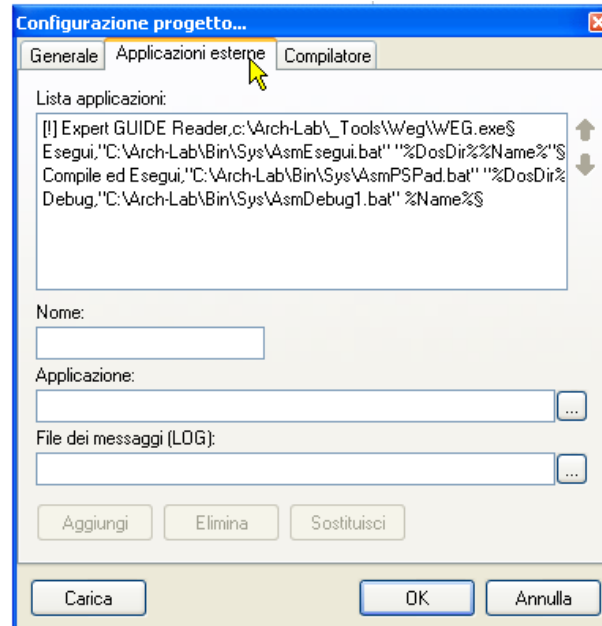 Configurazione progetto...
Generale Applicazioni esterne Compilatore
Lista applicazioni:
[!] Expert GUIDE Reader,c:\Arch-Lab\_Tools\Weg\WEG.exe§
Esegui,"C:\Arch-Lab\Bin\Sys\AsmEsegui.bat" "%DosDir%%Name%"§
Compile ed Esegui,"C:\Arch-Lab\Bin\Sys\AsmPSPad.bat" "%DosDir%
Debug,"C:\Arch-Lab\Bin\Sys\AsmDebug1.bat" %Name%§
Nome:
Applicazione:
...
File dei messaggi (LOG):
...
Aggiungi Elimina Sostituisci
Carica OK Annulla